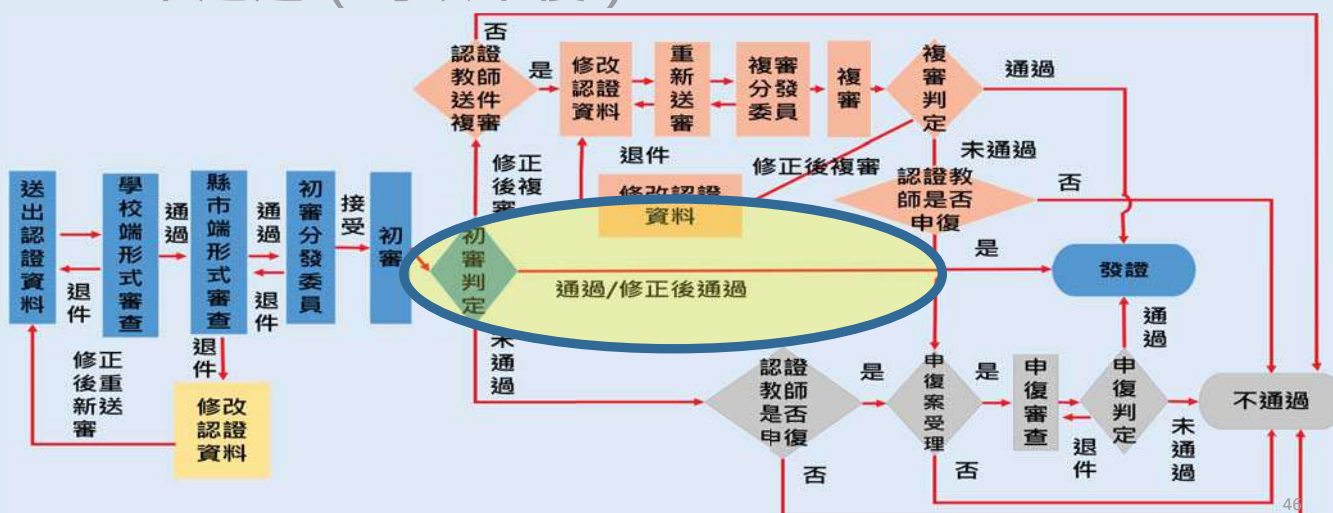 否
認證
教師
送件
複審
是
修改
認證
資料
重新送審
複審
分發
委員
複審
複審判定
通過
退件
修正後複審
未通過
修正
後複
審
修改認證
資料
認證教
師是否
申復
否
是
送出認證資料
學校端形式審查
通過
縣市端形式審查
通過
初審分發委員
接受
初審
初審判定
通過/修正後通過
發證
退件
退件
退件
修正
後重
新送
審
修改
認證
資料
未通過
認證
教師
是否
申復
是
申復案受理
是
申復審查
申復判定
通過
不通過
退件
未通過
否
否
46